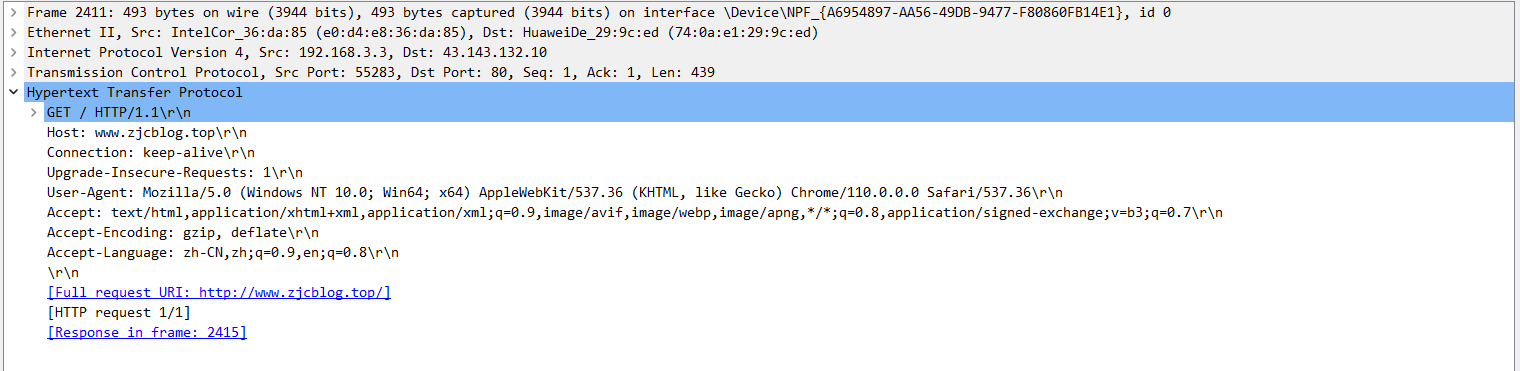 Frame 2411: 493 bytes on wire (3944 bits), 493 bytes captured (3944 bits) on interface \Device\NPF_{A6954897-AA56-49DB-9477-F80860FB14E1}, id 0
Ethernet II, Src: IntelCor_36:da:85 (e0:d4:e8:36:da:85), Dst: HuaweiDe_29:9c:ed (74:0a:e1:29:9c:ed)
Internet Protocol Version 4, Src: 192.168.3.3, Dst: 43.143.132.10
Transmission Control Protocol, Src Port: 55283, Dst Port: 80, Seq: 1, Ack: 1, Len: 439
Hypertext Transfer Protocol
GET / HTTP/1.1\r\n
Host: www.zjcblog.top\r\n
Connection: keep-alive\r\n
Upgrade-Insecure-Requests: 1\r\n
User-Agent: Mozilla/5.0 (Windows NT 10.0; Win64; x64) AppleWebKit/537.36 (KHTML, like Gecko) Chrome/110.0.0.0 Safari/537.36\r\n
Accept: text/html,application/xhtml+xml,application/xml;q=0.9,image/avif,image/webp,image/apng,*/*;q=0.8,application/signed-exchange;v=b3;q=0.7\r\n
Accept-Encoding: gzip, deflate\r\n
Accept-Language: zh-CN,zh;q=0.9,en;q=0.8\r\n
\r\n
[Full request URI: http://www.zjcblog.top/]
[HTTP request 1/1]
[Response in frame: 2415]